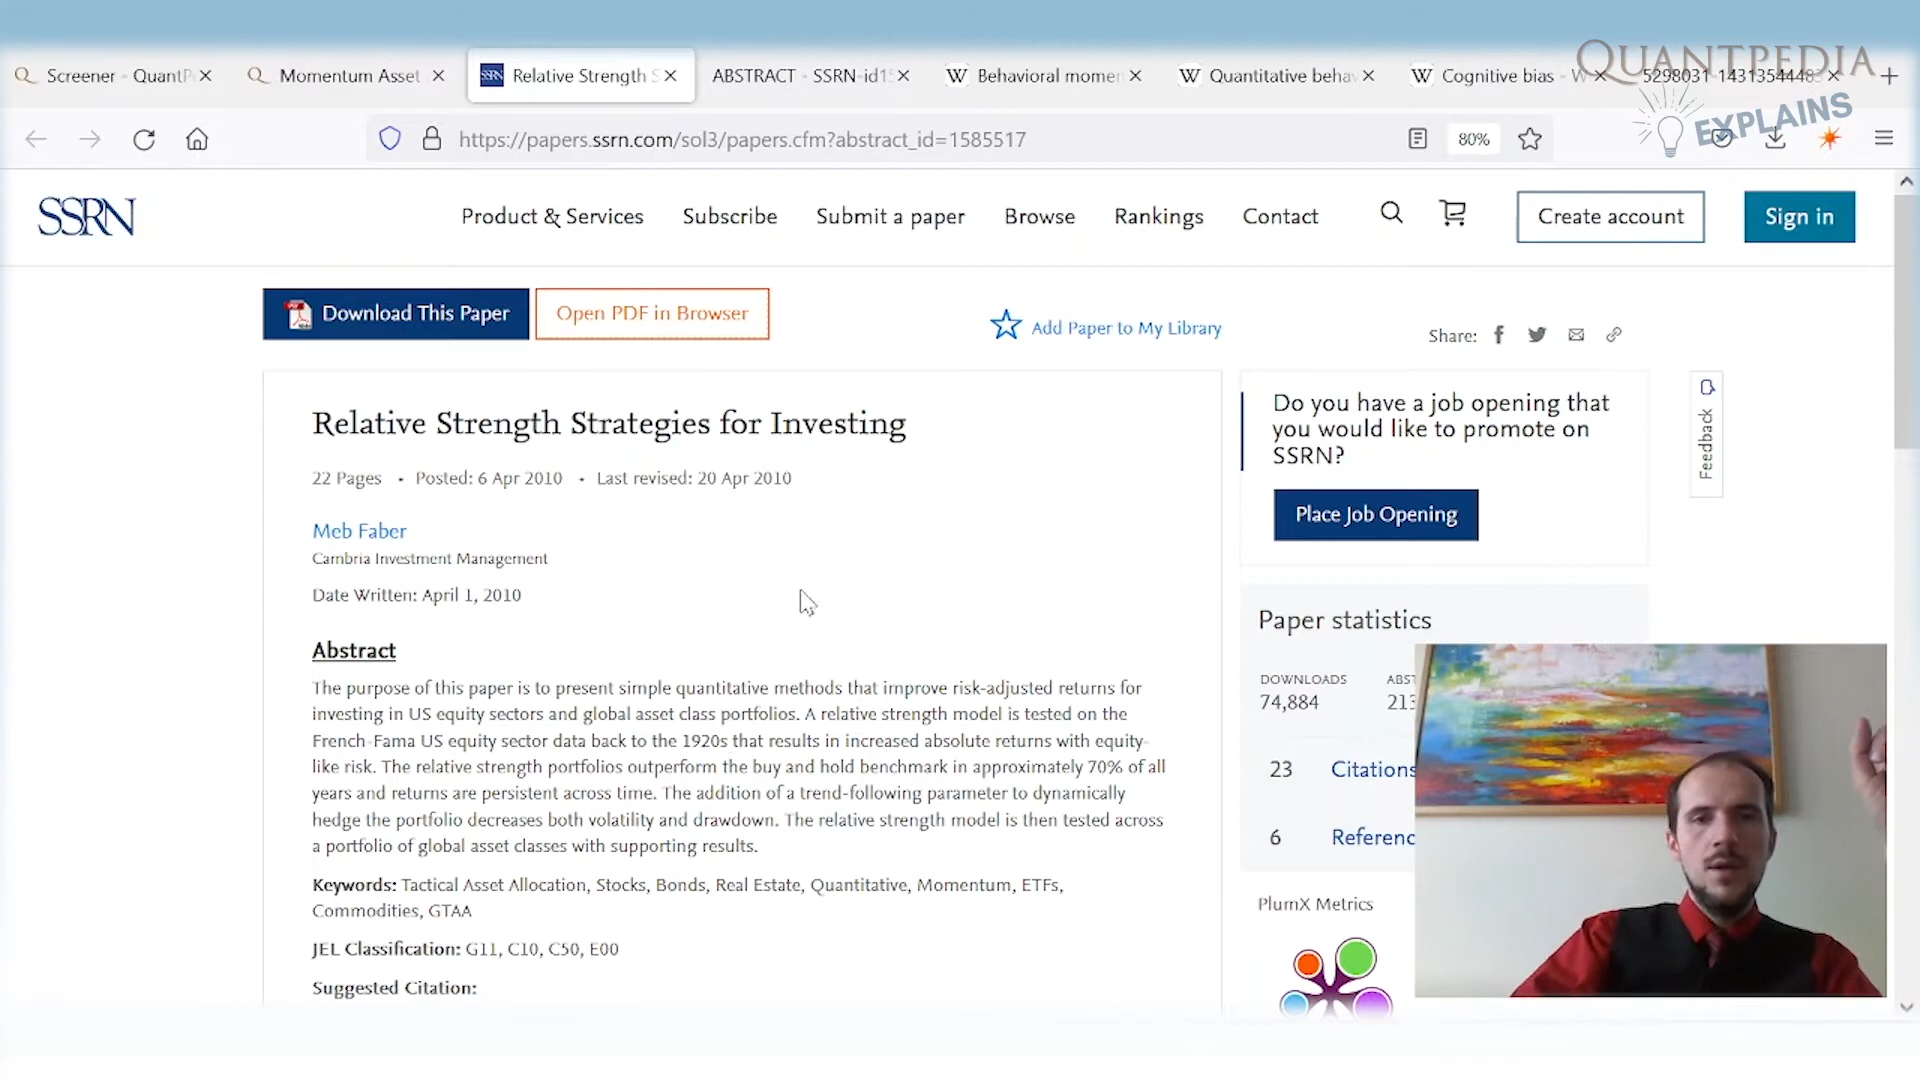 QUANTPEDIA
EXPLAINS
Screener - QuantP
Momentum Asset
SSRN Relative Strength S
ABSTRACT - SSRN-id15
W Behavioral momen
W Quantitative behav
W Cognitive bias - W
5298031-1431354448
https://papers.ssrn.com/sol3/papers.cfm?abstract_id=1585517
80%
SSRN
Product & Services
Subscribe
Submit a paper
Browse
Rankings
Contact
Create account
Sign in
Download This Paper
Open PDF in Browser
Add Paper to My Library
Share:
Relative Strength Strategies for Investing
22 Pages • Posted: 6 Apr 2010 • Last revised: 20 Apr 2010
Meb Faber
Cambria Investment Management
Date Written: April 1, 2010
Abstract
The purpose of this paper is to present simple quantitative methods that improve risk-adjusted returns for
investing in US equity sectors and global asset class portfolios. A relative strength model is tested on the
French-Fama US equity sector data back to the 1920s that results in increased absolute returns with equity-
like risk. The relative strength portfolios outperform the buy and hold benchmark in approximately 70% of all
years and returns are persistent across time. The addition of a trend-following parameter to dynamically
hedge the portfolio decreases both volatility and drawdown. The relative strength model is then tested across
a portfolio of global asset classes with supporting results.
Keywords: Tactical Asset Allocation, Stocks, Bonds, Real Estate, Quantitative, Momentum, ETFs,
Commodities, GTAA
JEL Classification: G11, C10, C50, E00
Suggested Citation:
Do you have a job opening that
you would like to promote on
SSRN?
Place Job Opening
Feedback
Paper statistics
DOWNLOADS
74,884
ABST
213
23 Citations
6 Referenc
PlumX Metrics